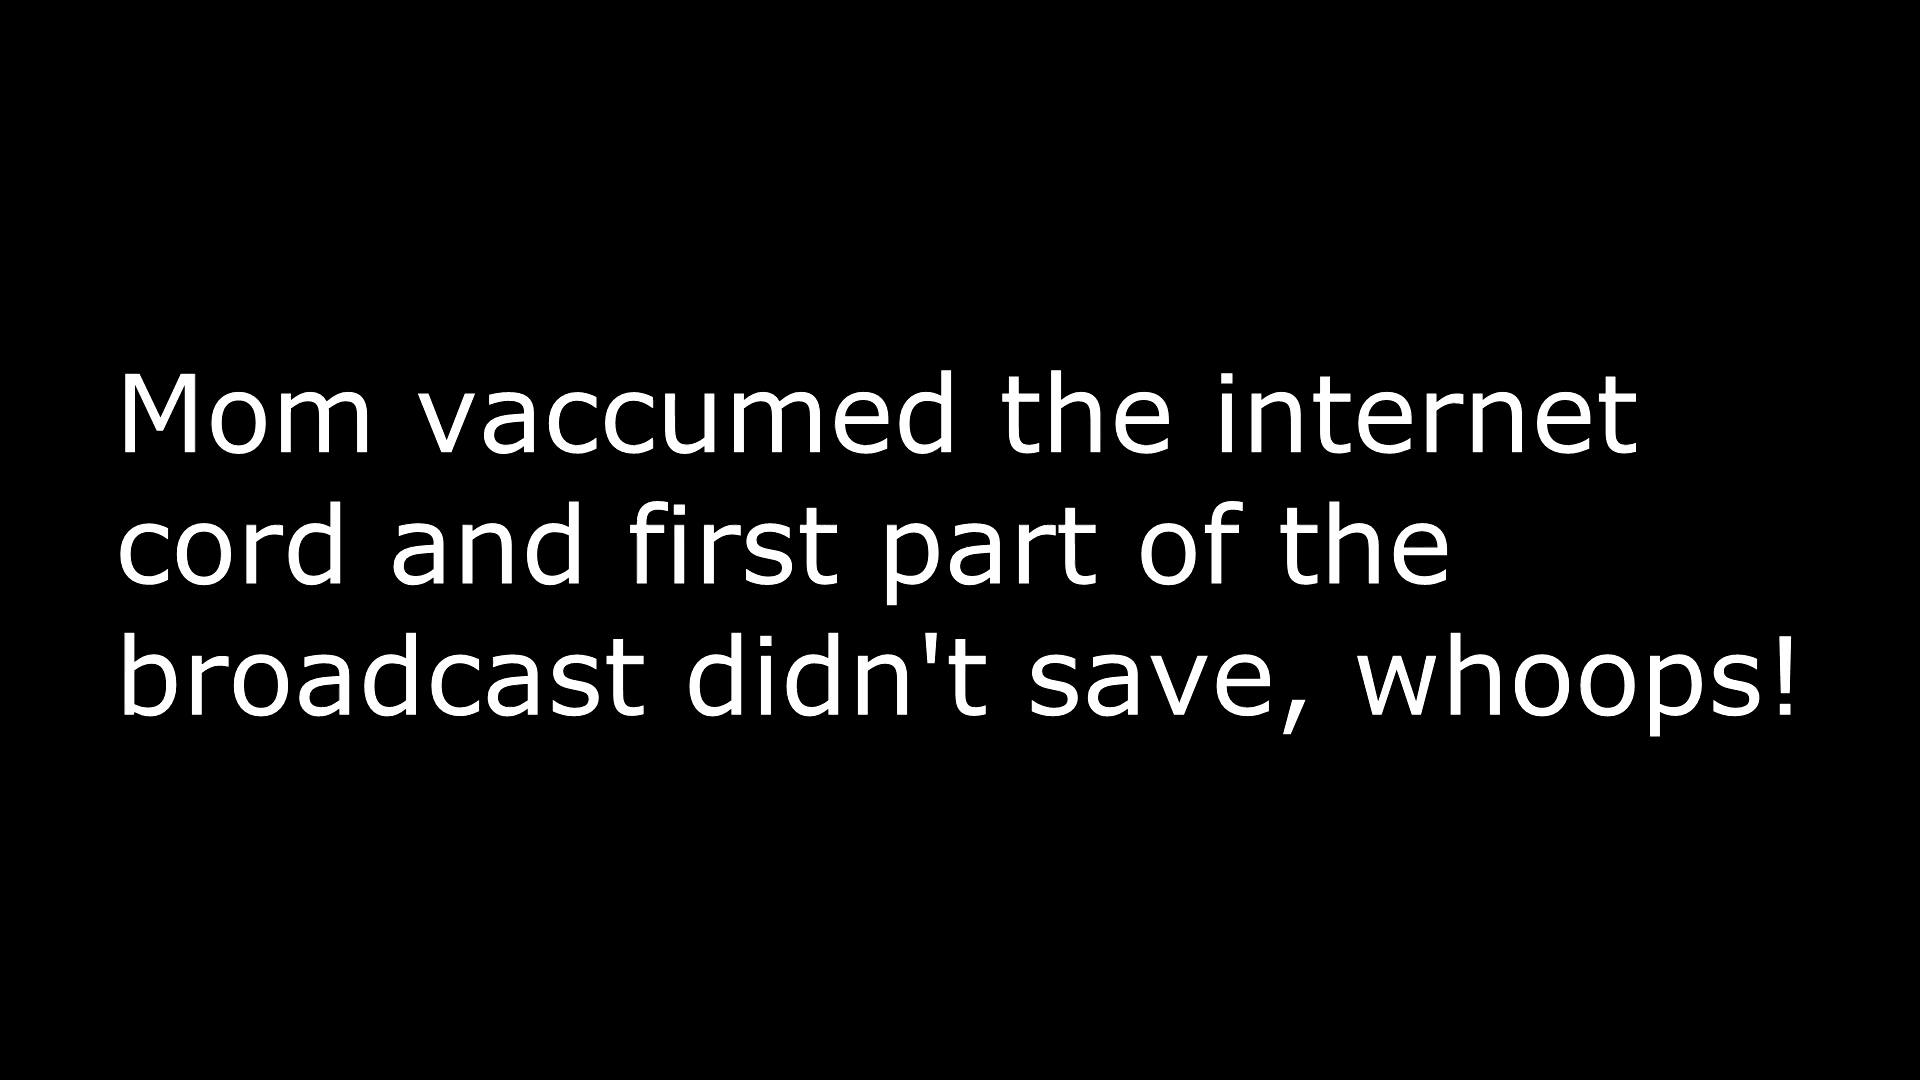 Mom vaccumed the internet
cord and first part of the
broadcast didn't save, whoops!